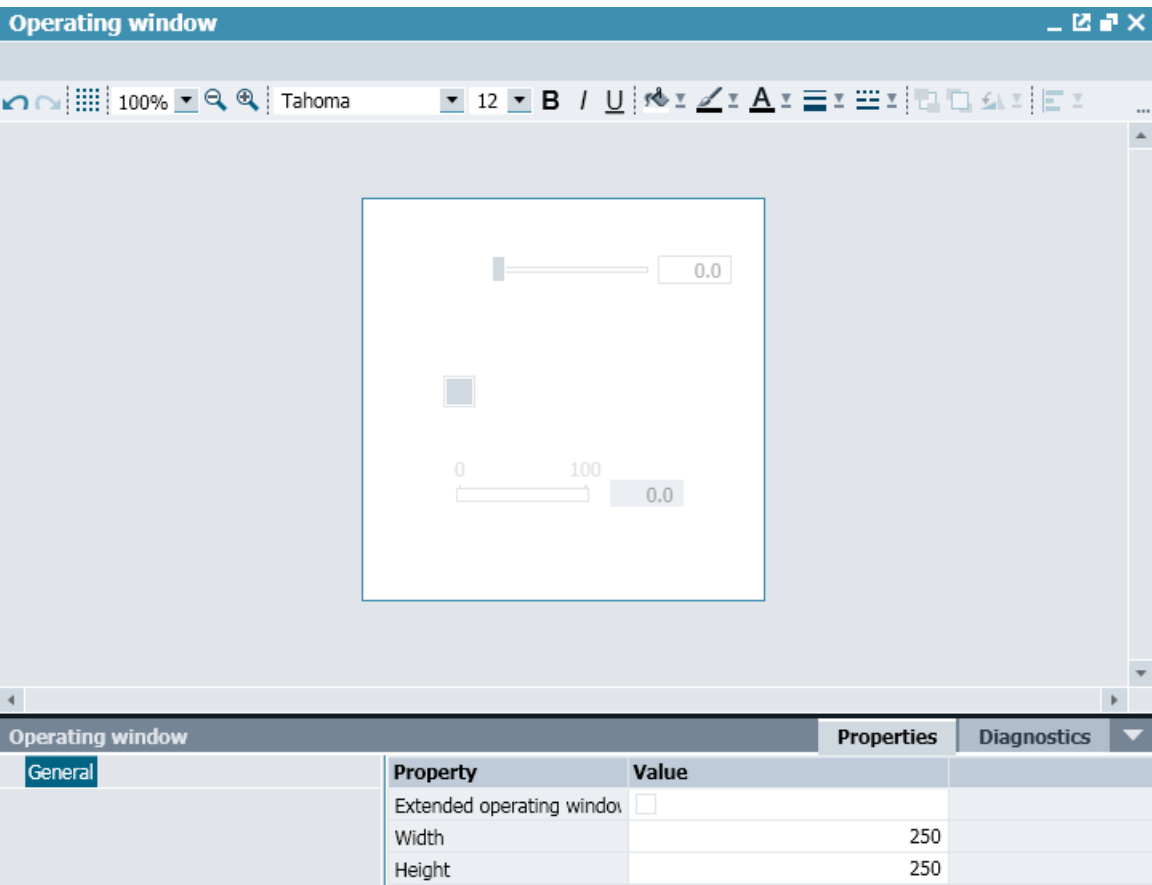 Operating window
100% Tahoma 12 B I U A ...
0.0
0 100
0.0
Operating window Properties Diagnostics
General
Property Value
Extended operating window
Width 250
Height 250